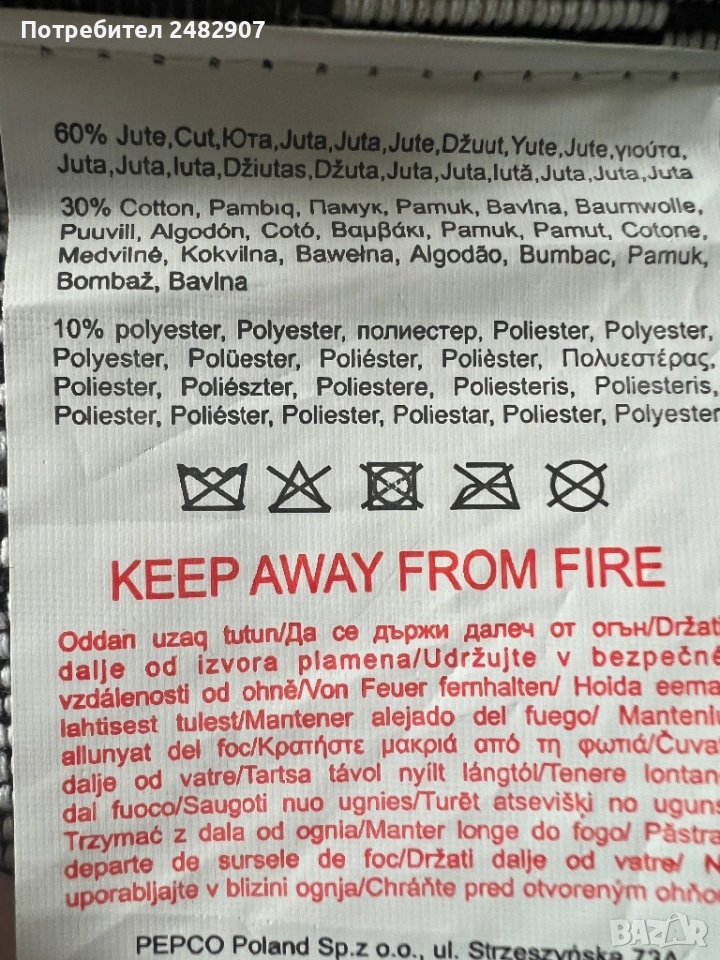 Потребител 2482907
60% Jute,Cut,Юта,Juta,Juta,Jute,Džuut,Yute,Jute,γιούτα,
Juta,Juta,Iuta,Džiutas,Džuta,Juta,Juta,Iută,Juta,Juta,Juta
30% Cotton, Pambıq, Памук, Pamuk, Bavlna, Baumwolle,
Puuvill, Algodón, Cotó, Βαμβάκι, Pamuk, Pamut, Cotone,
Medvilnė, Kokvilna, Bawełna, Algodão, Bumbac, Pamuk,
Bombaž, Bavlna
10% polyester, Polyester, полиестер, Poliester, Polyester,
Polyester, Polüester, Poliéster, Polièster, Πολυεστέρας,
Poliester, Poliészter, Poliestere, Poliesteris, Poliesteris,
Poliester, Poliéster, Poliester, Poliestar, Poliester, Polyester
KEEP AWAY FROM FIRE
Oddan uzaq tutun/Да се държи далеч от огън/Držati
dalje od izvora plamena/Udržujte v bezpečné
vzdálenosti od ohně/Von Feuer fernhalten/ Hoida eemal
lahtisest tulest/Mantener alejado del fuego/ Mantenir
allunyat del foc/Κρατήστε μακριά από τη φωτιά/Čuvati
dalje od vatre/Tartsa távol nyílt lángtól/Tenere lontano
dal fuoco/Saugoti nuo ugnies/Turēt atsevišķi no uguns
Trzymać z dala od ognia/Manter longe do fogo/ Păstra
departe de sursele de foc/Držati dalje od vatre/ N
uporabljajte v blizini ognja/Chráňte pred otvoreným ohňo
PEPCO Poland Sp.z o.o., ul. Strzeszyńska 73A
BAZAR